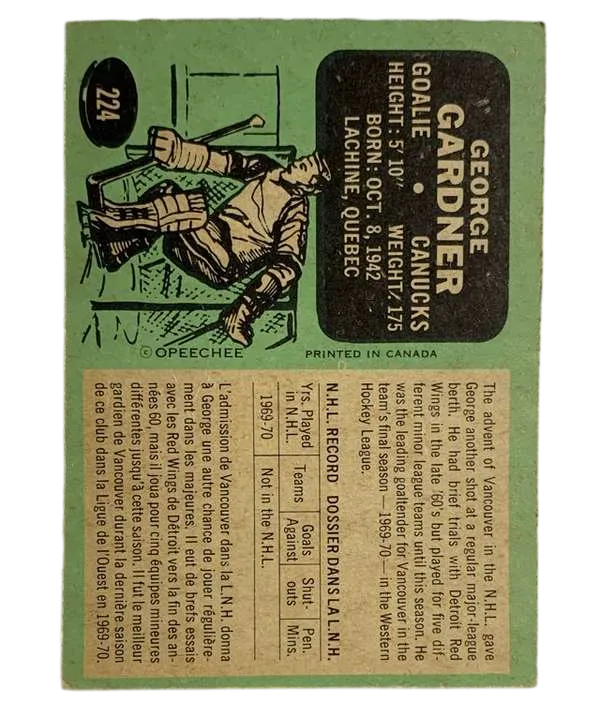 GEORGE
GARDNER
GOALIE • CANUCKS
HEIGHT: 5' 10" WEIGHT: 175
BORN: OCT. 8, 1942
LACHINE, QUEBEC
224
© OPEECHEE
PRINTED IN CANADA
The advent of Vancouver in the N.H.L. gave
George another shot at a regular major-league
berth. He had brief trials with Detroit Red
Wings in the late '60's but played for five dif-
ferent minor league teams until this season. He
was the leading goaltender for Vancouver in the
team's final season — 1969-70 — in the Western
Hockey League.
N.H.L. RECORD DOSSIER DANS LA L.N.H.
Yrs. Played Teams Goals Shut- Pen.
in N.H.L. Against outs Mins.
1969-70 Not in the N.H.L.
L'admission de Vancouver dans la L.N.H. donna
à George une autre chance de jouer régulière-
ment dans les majeures. Il eut de brefs essais
avec les Red Wings de Détroit vers la fin des an-
nées 60, mais il joua pour cinq équipes mineures
différentes jusqu'à cette saison. Il fut le meilleur
gardien de Vancouver durant la dernière saison
de ce club dans la Ligue de l'Ouest en 1969-70.